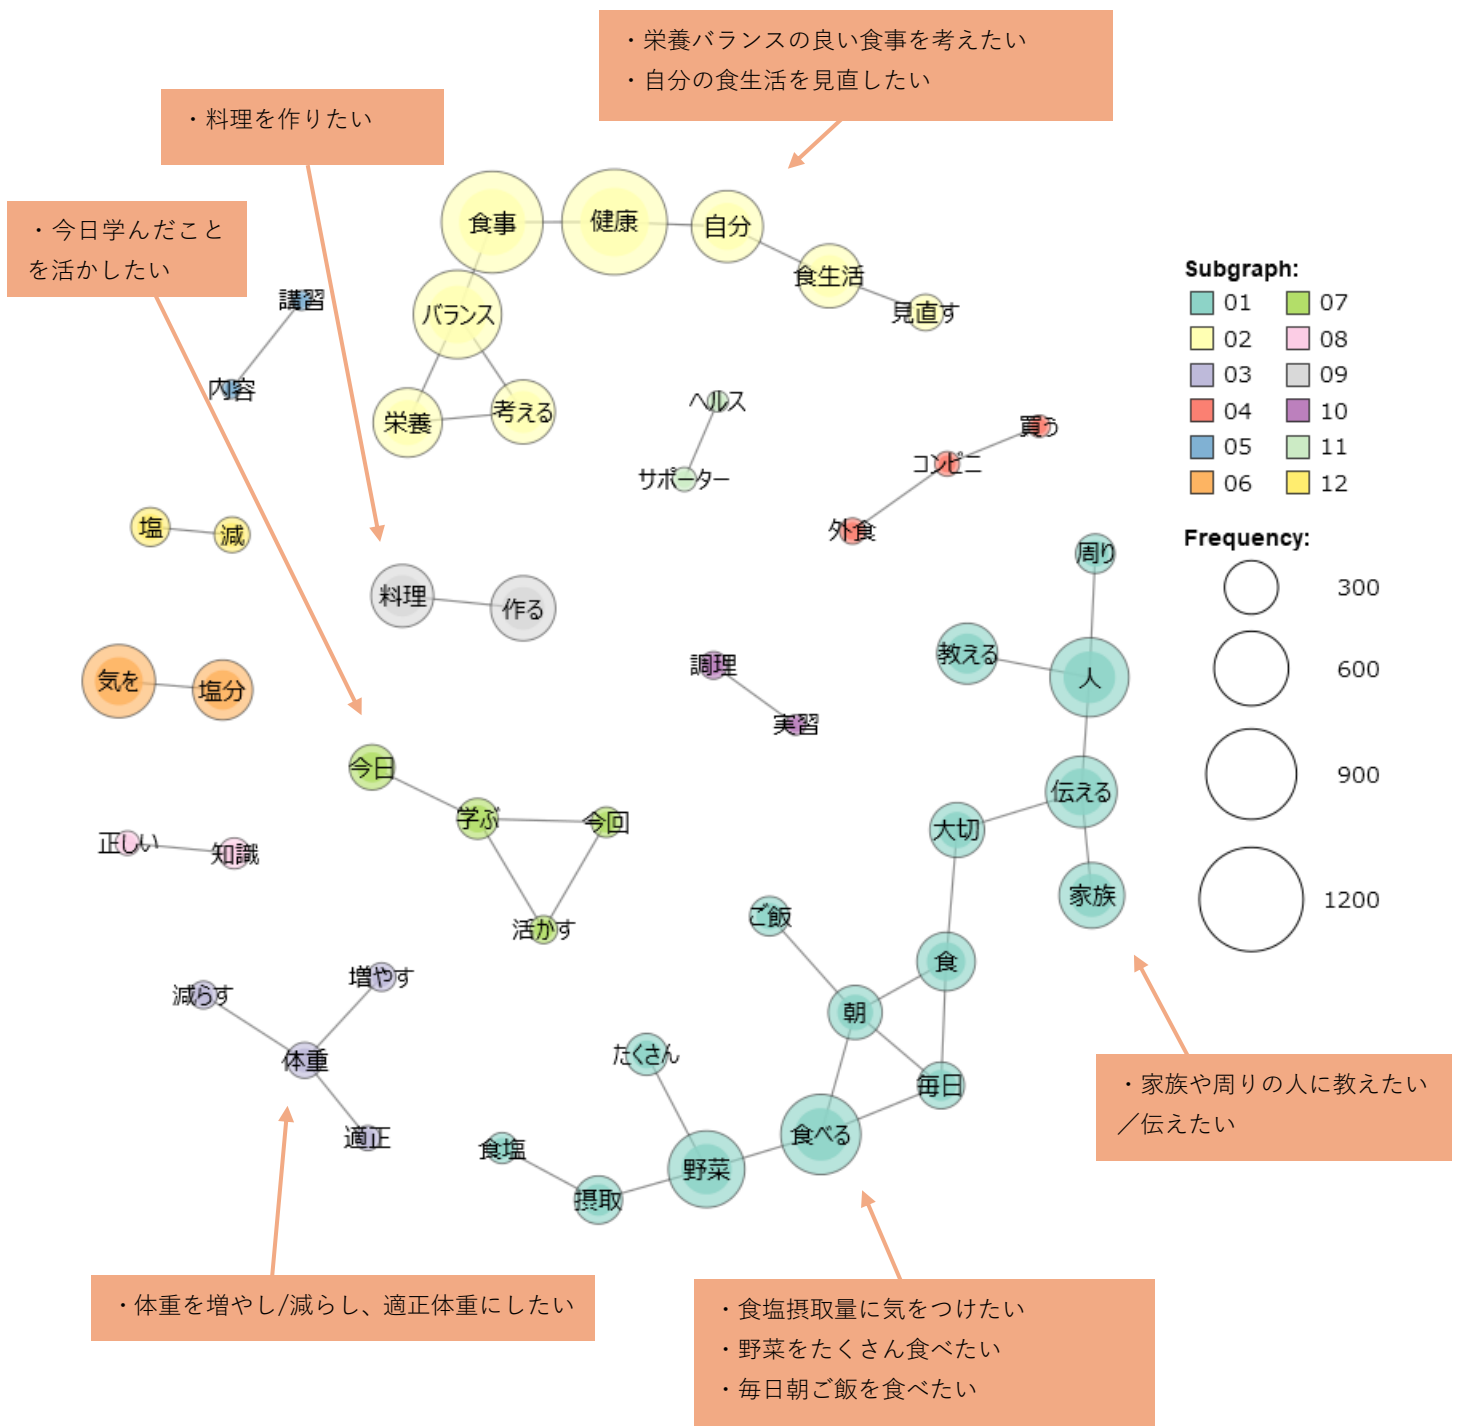 ・栄養バランスの良い食事を考えたい
・自分の食生活を見直したい
・料理を作りたい
・今日学んだこと
を活かしたい
食事
健康
自分
食生活
見直す
バランス
栄養
考える
講習
内容
ヘルス
サポーター
買う
コンビニ
外食
塩
減
料理
作る
気を
塩分
調理
実習
周り
教える
人
伝える
大切
家族
今日
学ぶ
今回
活かす
正しい
知識
ご飯
食
朝
毎日
たくさん
食べる
野菜
食塩
摂取
減らす
増やす
体重
適正
Subgraph:
01 07
02 08
03 09
04 10
05 11
06 12
Frequency:
300
600
900
1200
・家族や周りの人に教えたい
／伝えたい
・体重を増やし/減らし、適正体重にしたい
・食塩摂取量に気をつけたい
・野菜をたくさん食べたい
・毎日朝ご飯を食べたい